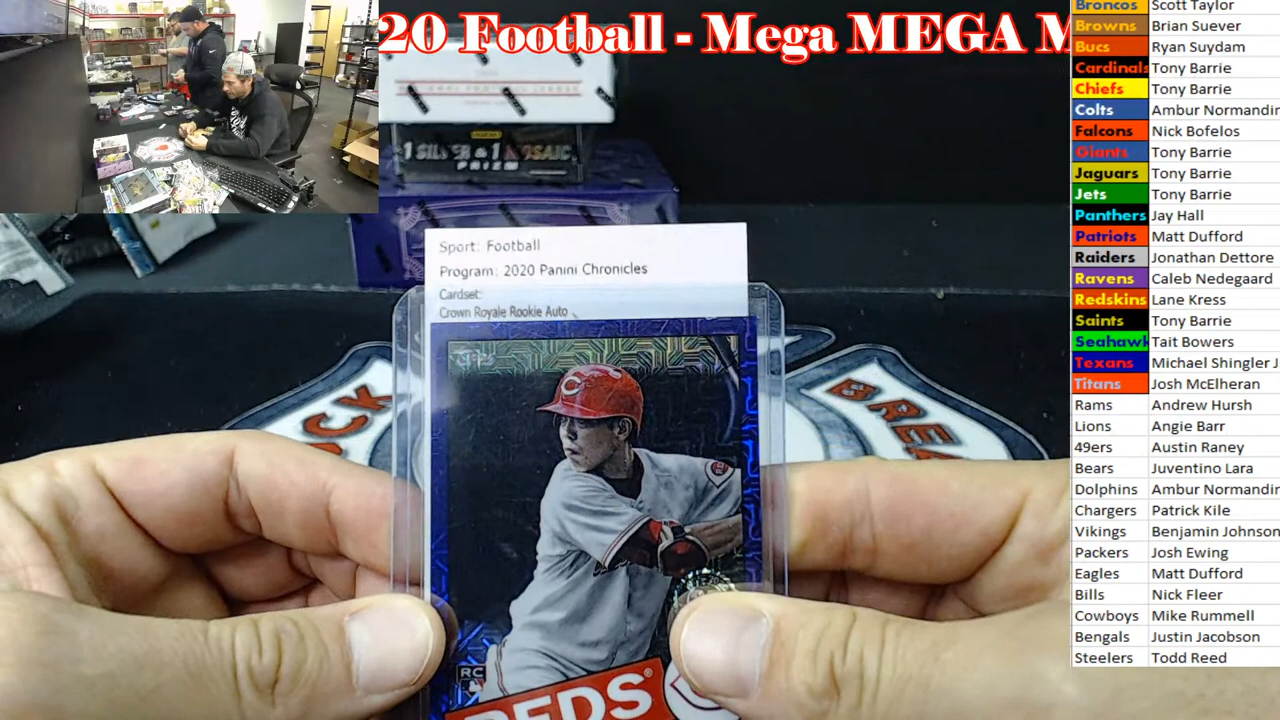 20 Football - Mega MEGA M
1 SILVER & 1 MOSAIC
PRIZM
Sport: Football
Program: 2020 Panini Chronicles
Cardset:
Crown Royale Rookie Auto
RC
REDS
ICK
BREA
Broncos Scott Taylor
Browns Brian Suever
Bucs Ryan Suydam
Cardinals Tony Barrie
Chiefs Tony Barrie
Colts Ambur Normandin
Falcons Nick Bofelos
Giants Tony Barrie
Jaguars Tony Barrie
Jets Tony Barrie
Panthers Jay Hall
Patriots Matt Dufford
Raiders Jonathan Dettore
Ravens Caleb Nedegaard
Redskins Lane Kress
Saints Tony Barrie
Seahawk Tait Bowers
Texans Michael Shingler J
Titans Josh McElheran
Rams Andrew Hursh
Lions Angie Barr
49ers Austin Raney
Bears Juventino Lara
Dolphins Ambur Normandin
Chargers Patrick Kile
Vikings Benjamin Johnson
Packers Josh Ewing
Eagles Matt Dufford
Bills Nick Fleer
Cowboys Mike Rummell
Bengals Justin Jacobson
Steelers Todd Reed